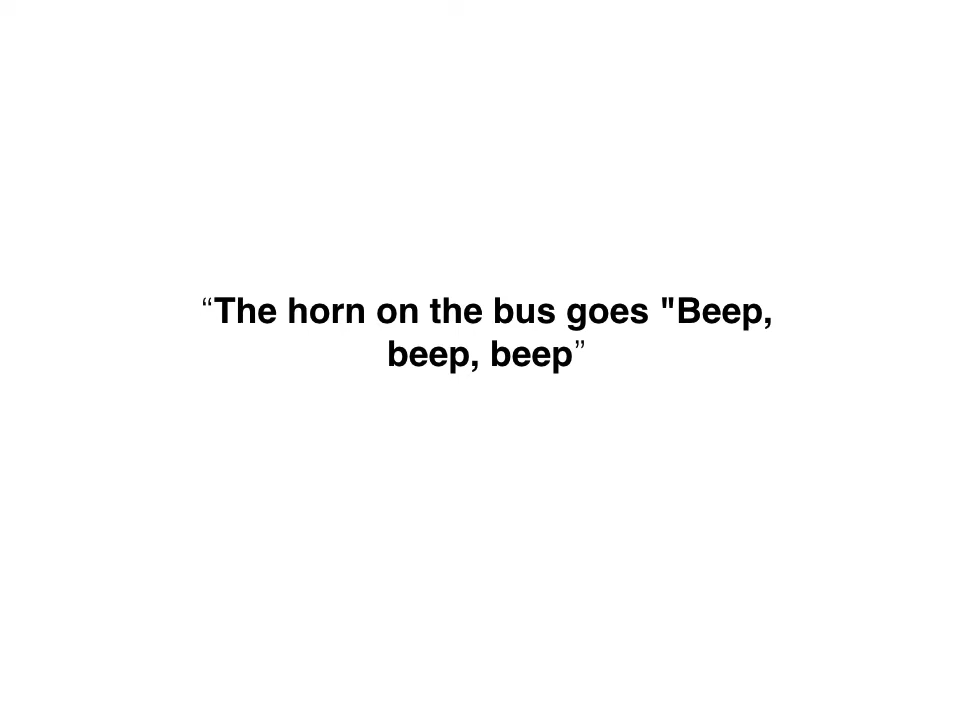 “The horn on the bus goes "Beep,
beep, beep”